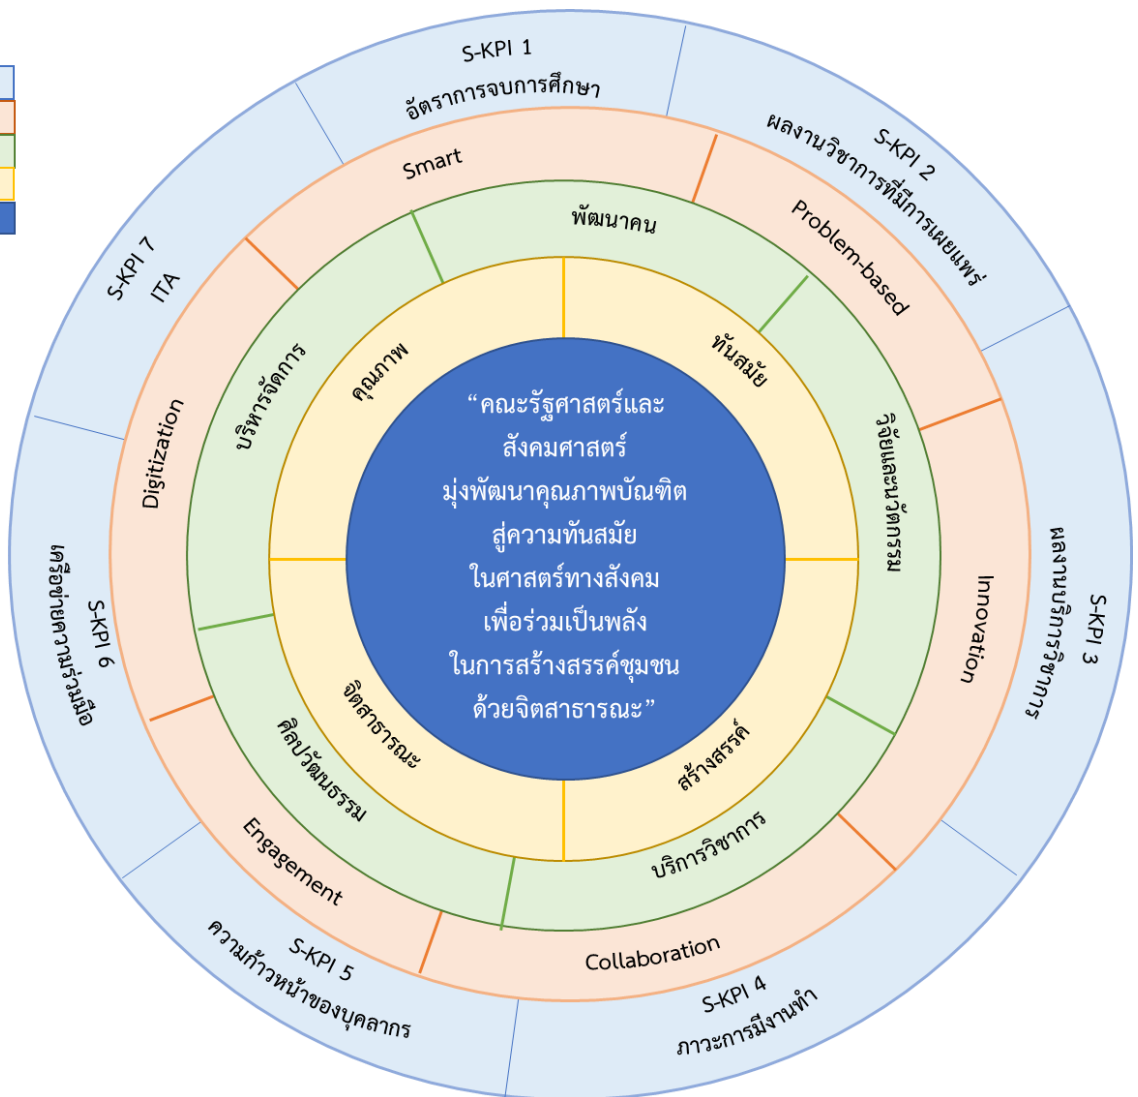 S-KPI 1
อัตราการจบการศึกษา
S-KPI 2
ผลงานวิชาการที่มีการเผยแพร่
S-KPI 3
ผลงานบริการวิชาการ
S-KPI 4
ภาวะการมีงานทำ
S-KPI 5
ความก้าวหน้าของบุคลากร
S-KPI 6
เครือข่ายความร่วมมือ
S-KPI 7
ITA
Smart
Problem-based
Innovation
Collaboration
Engagement
Digitization
พัฒนาคน
วิจัยและนวัตกรรม
บริการวิชาการ
ศิลปวัฒนธรรม
บริหารจัดการ
คุณภาพ
ทันสมัย
สร้างสรรค์
จิตสาธารณะ
“คณะรัฐศาสตร์และ
สังคมศาสตร์
มุ่งพัฒนาคุณภาพบัณฑิต
สู่ความทันสมัย
ในศาสตร์ทางสังคม
เพื่อร่วมเป็นพลัง
ในการสร้างสรรค์ชุมชน
ด้วยจิตสาธารณะ”